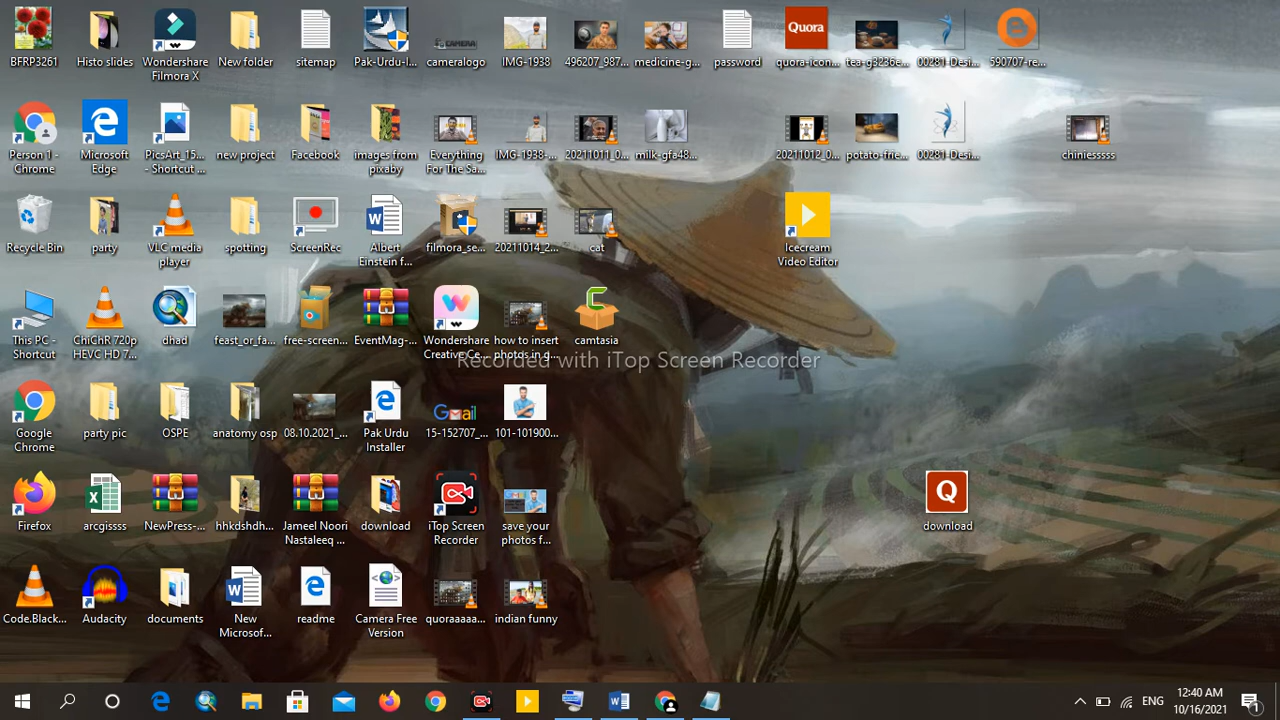 BFRP3261
Histo slides
Wondershare
Filmora X
New folder
sitemap
Pak-Urdu-I...
cameralogo
IMG-1938
496207_987...
medicine-g...
password
Quora
quora-icon...
tea-g3236e...
00281-Desi...
590707-re...
Person 1 -
Chrome
Microsoft
Edge
PicsArt_15...
- Shortcut
new project
Facebook
images from
pixaby
Everything
For The Sa...
IMG-1938-...
20211011_0...
milk-gfa48...
20211012_0...
potato-frie...
00281-Desi...
chiniesssss
Recycle Bin
party
VLC media
player
spotting
ScreenRec
Albert
Einstein f...
filmora_se...
20211014_2...
cat
Icecream
Video Editor
This PC -
Shortcut
ChiChR 720p
HEVC HD 7...
dhad
feast_or_fa...
free-screen...
EventMag-...
Wondershare
Creative Ce...
how to insert
photos in g...
camtasia
Recorded with iTop Screen Recorder
Google
Chrome
party pic
OSPE
anatomy osp
08.10.2021_...
Pak Urdu
Installer
Gmail
15-152707_...
101-101900...
Firefox
arcgissss
NewPress-...
hhkdshdh...
Jameel Noori
Nastaleeq ...
download
iTop Screen
Recorder
save your
photos f...
Q
download
Code.Black...
Audacity
documents
New
Microsof...
readme
Camera Free
Version
quoraaaaa...
indian funny
ENG
12:40 AM
10/16/2021
1